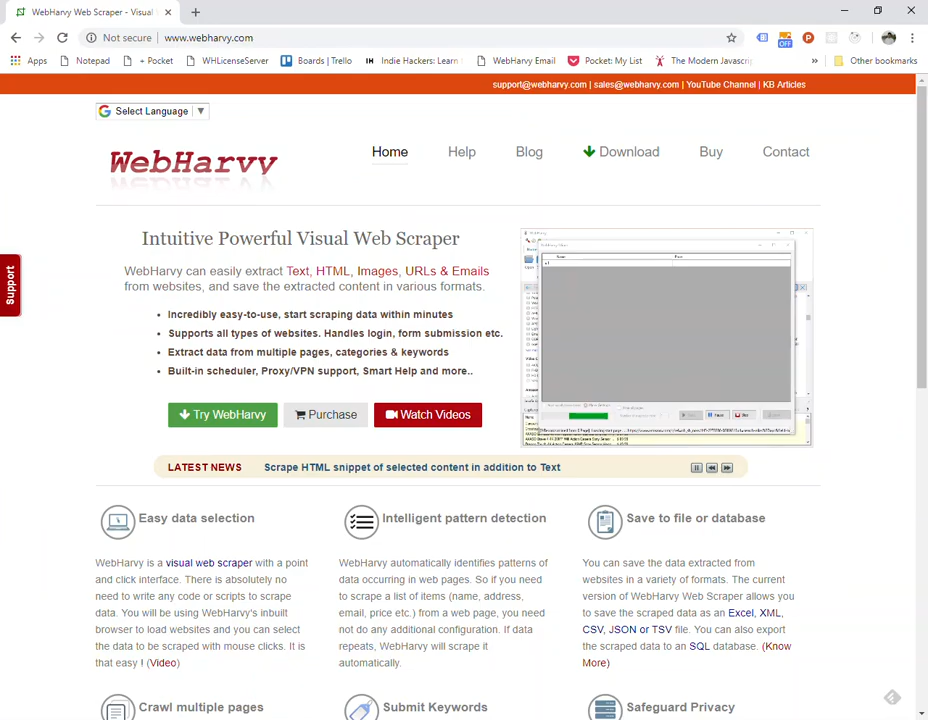 WebHarvy Web Scraper - Visual
Not secure | www.webharvy.com
OFF
Apps Notepad + Pocket WHLicenseServer Boards | Trello Indie Hackers: Learn WebHarvy Email Pocket: My List The Modern Javascrip » Other bookmarks
support@webharvy.com | sales@webharvy.com | YouTube Channel | KB Articles
Select Language ▼
WebHarvy
Home Help Blog Download Buy Contact
Intuitive Powerful Visual Web Scraper
WebHarvy can easily extract Text, HTML, Images, URLs & Emails
from websites, and save the extracted content in various formats.
Support
• Incredibly easy-to-use, start scraping data within minutes
• Supports all types of websites. Handles login, form submission etc.
• Extract data from multiple pages, categories & keywords
• Built-in scheduler, Proxy/VPN support, Smart Help and more..
Try WebHarvy Purchase Watch Videos
LATEST NEWS Scrape HTML snippet of selected content in addition to Text
Easy data selection
WebHarvy is a visual web scraper with a point
and click interface. There is absolutely no
need to write any code or scripts to scrape
data. You will be using WebHarvy's inbuilt
browser to load websites and you can select
the data to be scraped with mouse clicks. It is
that easy ! (Video)
Intelligent pattern detection
WebHarvy automatically identifies patterns of
data occurring in web pages. So if you need
to scrape a list of items (name, address,
email, price etc.) from a web page, you need
not do any additional configuration. If data
repeats, WebHarvy will scrape it
automatically.
Save to file or database
You can save the data extracted from
websites in a variety of formats. The current
version of WebHarvy Web Scraper allows you
to save the scraped data as an Excel, XML,
CSV, JSON or TSV file. You can also export
the scraped data to an SQL database. (Know
More)
Crawl multiple pages
Submit Keywords
Safeguard Privacy